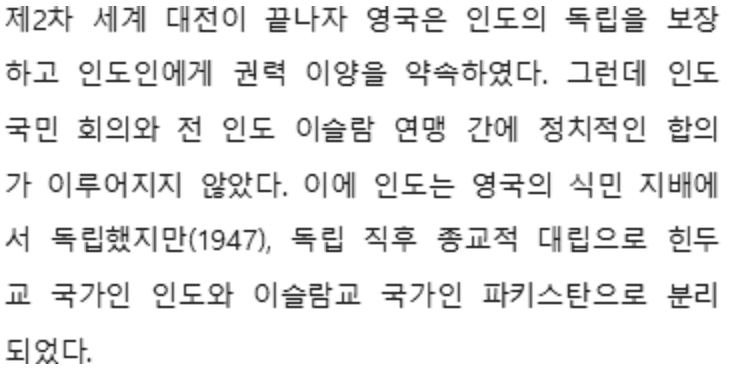 제2차 세계 대전이 끝나자 영국은 인도의 독립을 보장
하고 인도인에게 권력 이양을 약속하였다. 그런데 인도
국민 회의와 전 인도 이슬람 연맹 간에 정치적인 합의
가 이루어지지 않았다. 이에 인도는 영국의 식민 지배에
서 독립했지만(1947), 독립 직후 종교적 대립으로 힌두
교 국가인 인도와 이슬람교 국가인 파키스탄으로 분리
되었다.